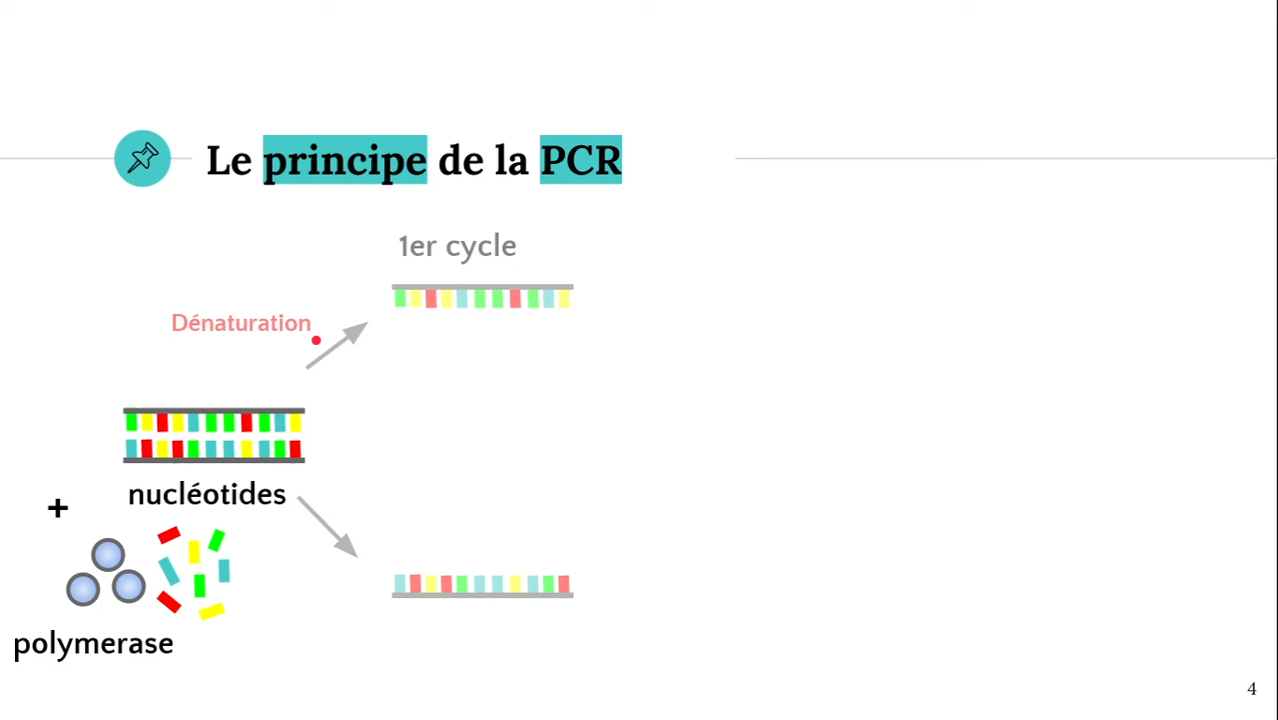 Le principe de la PCR
1er cycle
Dénaturation
nucléotides
+
polymerase
4